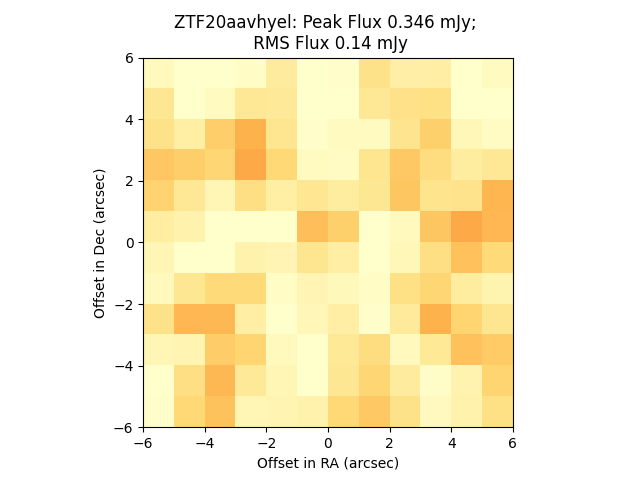 ZTF20aavhyel: Peak Flux 0.346 mJy;
RMS Flux 0.14 mJy
6
4
2
0
−2
−4
−6
Offset in Dec (arcsec)
−6 −4 −2 0 2 4 6
Offset in RA (arcsec)